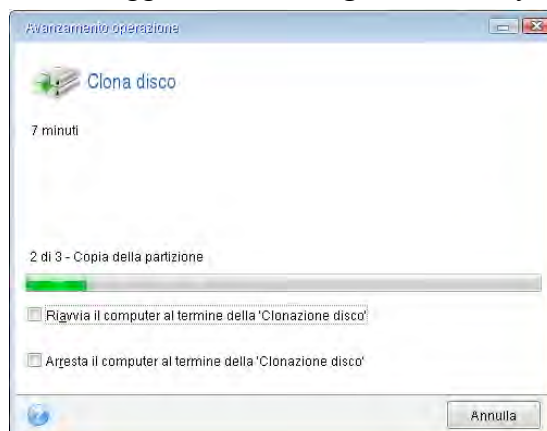 Avanzamento operazione
Clona disco
7 minuti
2 di 3 - Copia della partizione
Riavvia il computer al termine della 'Clonazione disco'
Arresta il computer al termine della 'Clonazione disco'
Annulla